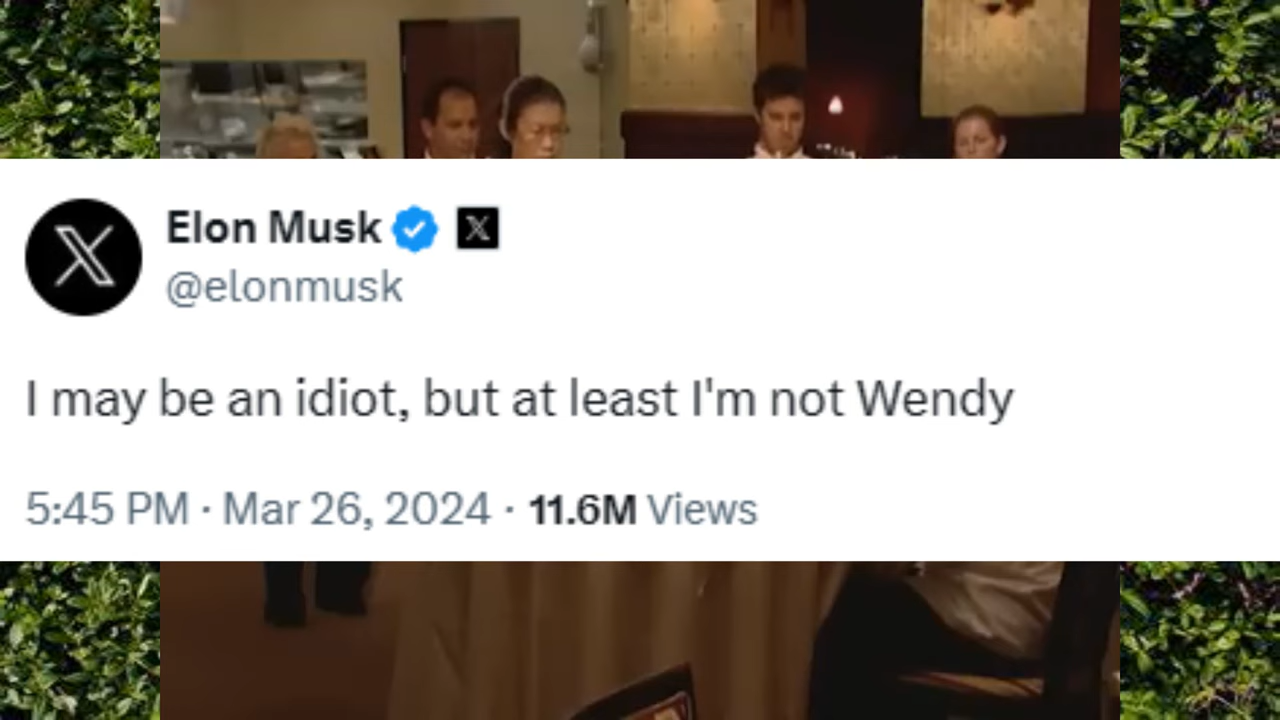 Elon Musk
@elonmusk
I may be an idiot, but at least I'm not Wendy
5:45 PM · Mar 26, 2024 · 11.6M Views